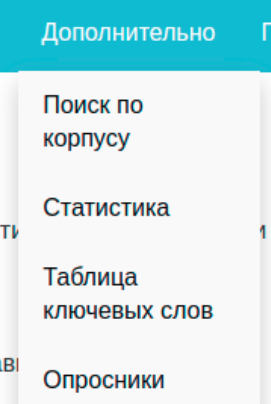 Дополнительно
Поиск по
корпусу
Статистика
Таблица
ключевых слов
Опросники